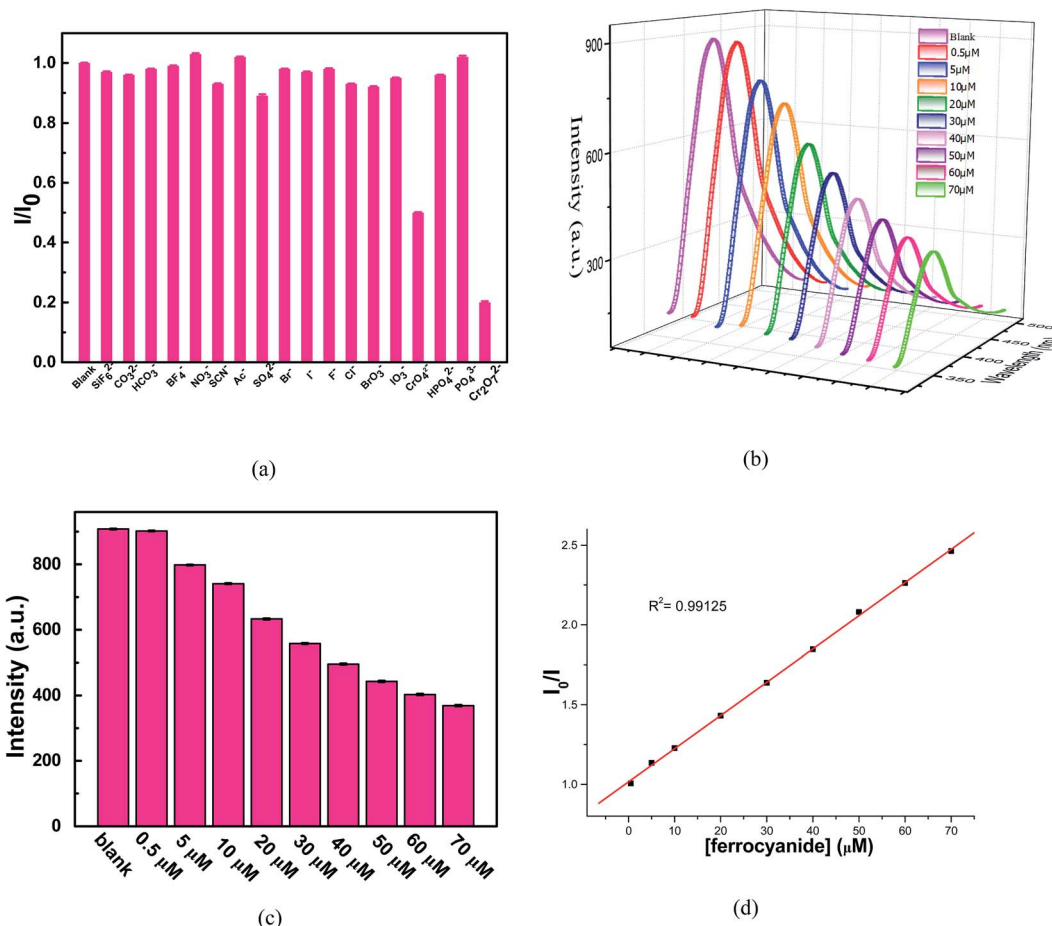 (a)
I/I0
1.0
0.8
0.6
0.4
0.2
0.0
Blank
SiF6 2-
CO3 2-
HCO3 -
BF4 -
NO3 -
SCN-
Ac-
SO4 2-
Br-
I-
F-
Cl-
BrO3 -
IO3 -
CrO4 2-
HPO4 2-
PO4 3-
Cr2O7 2-
(b)
Intensity (a.u.)
900
600
300
Blank
0.5μM
5μM
10μM
20μM
30μM
40μM
50μM
60μM
70μM
350
400
450
500
Wavelength (nm)
(c)
Intensity (a.u.)
800
600
400
200
0
blank
0.5 μM
5 μM
10 μM
20 μM
30 μM
40 μM
50 μM
60 μM
70 μM
(d)
I0/I
2.5
2.0
1.5
1.0
R2= 0.99125
0
10
20
30
40
50
60
70
[ferrocyanide] (μM)